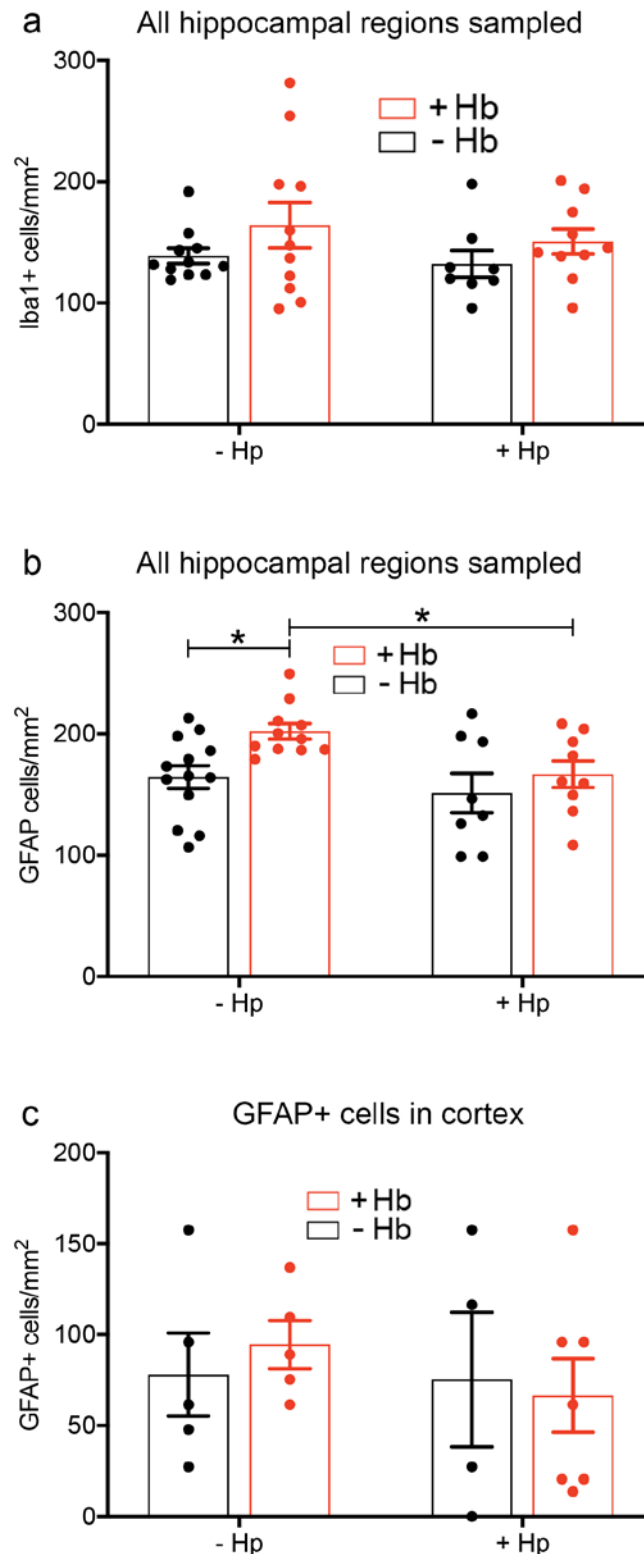 a All hippocampal regions sampled
300
200
100
0
Iba1+ cells/mm²
+ Hb
- Hb
- Hp + Hp
b All hippocampal regions sampled
300
200
100
0
GFAP cells/mm²
* *
+ Hb
- Hb
- Hp + Hp
c GFAP+ cells in cortex
200
150
100
50
0
GFAP+ cells/mm²
+ Hb
- Hb
- Hp + Hp